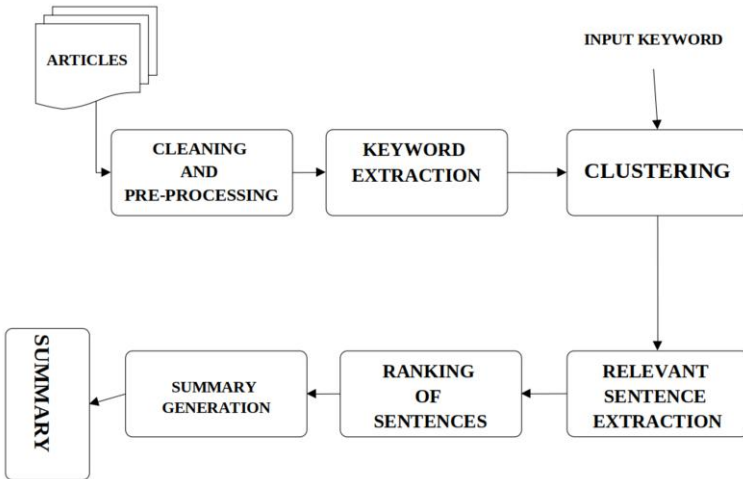 ARTICLES
INPUT KEYWORD
CLEANING
AND
PRE-PROCESSING
KEYWORD
EXTRACTION
CLUSTERING
RELEVANT
SENTENCE
EXTRACTION
RANKING
OF
SENTENCES
SUMMARY
GENERATION
SUMMARY